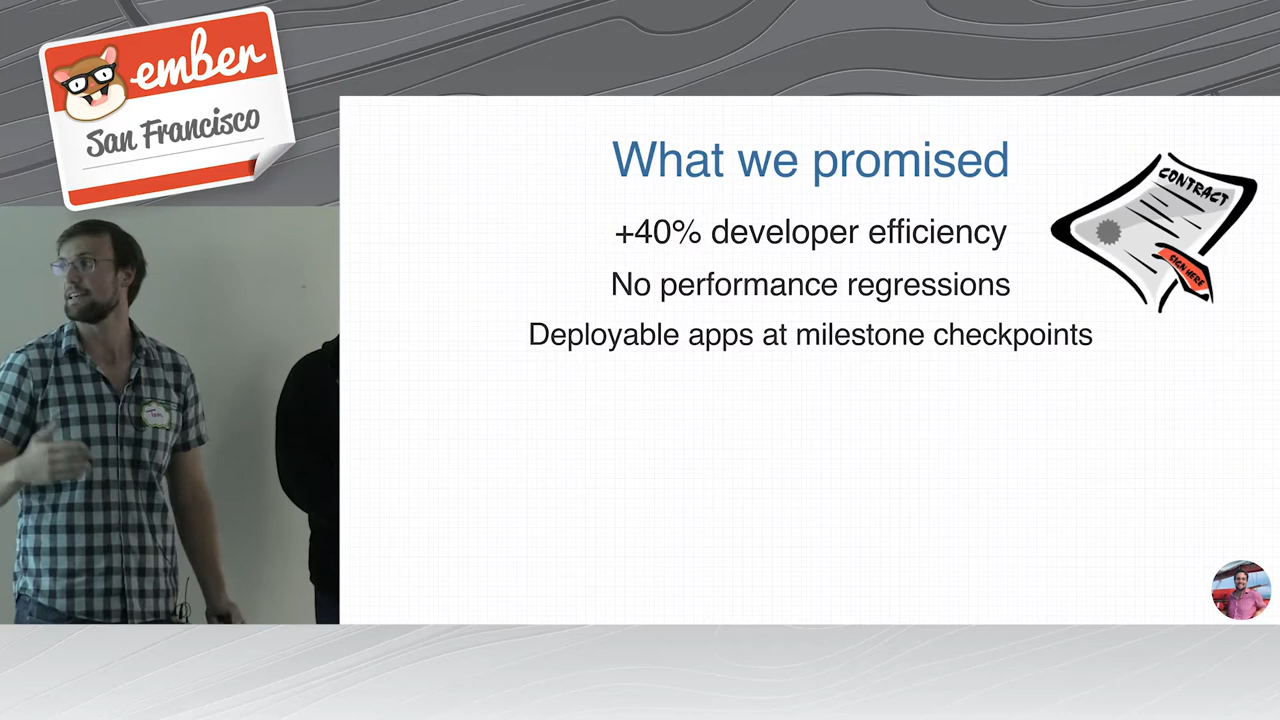 ember
San Francisco
What we promised
+40% developer efficiency
No performance regressions
Deployable apps at milestone checkpoints
CONTRACT
SIGN HERE